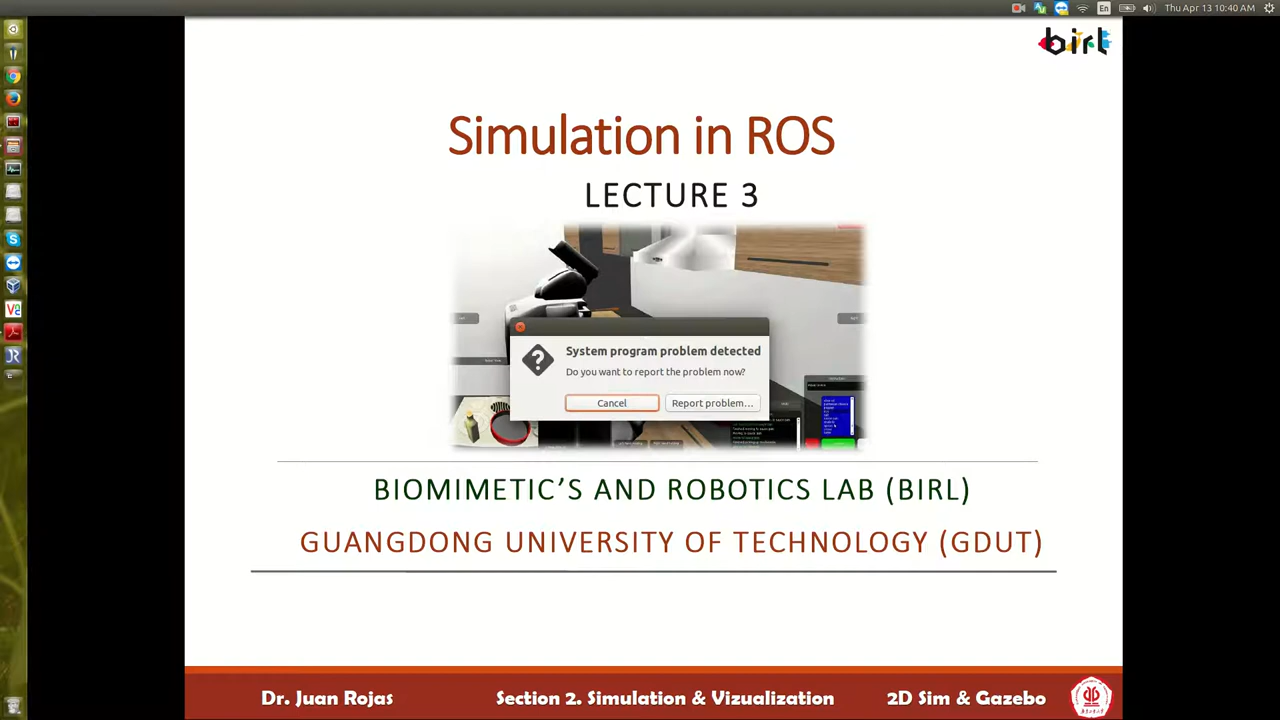 En
Thu Apr 13 10:40 AM
birl
Simulation in ROS
LECTURE 3
System program problem detected
Do you want to report the problem now?
Cancel
Report problem...
BIOMIMETIC’S AND ROBOTICS LAB (BIRL)
GUANGDONG UNIVERSITY OF TECHNOLOGY (GDUT)
Dr. Juan Rojas
Section 2. Simulation & Vizualization
2D Sim & Gazebo